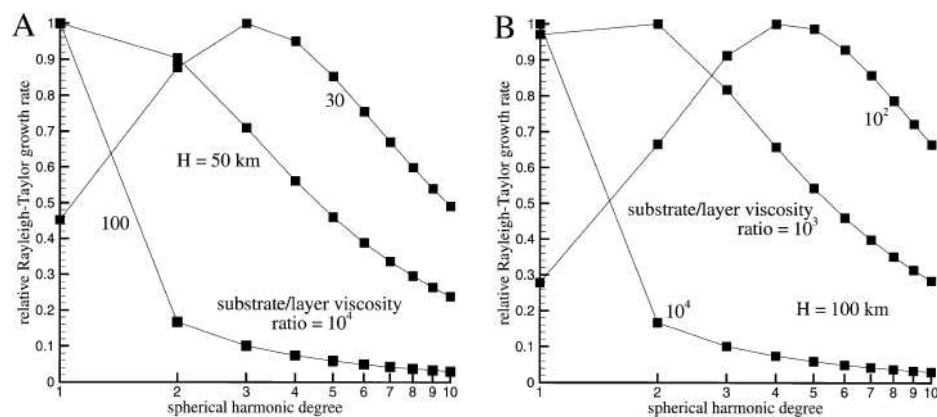 A
B
relative Rayleigh-Taylor growth rate
1
0.9
0.8
0.7
0.6
0.5
0.4
0.3
0.2
0.1
0
30
H = 50 km
100
substrate/layer viscosity
ratio = 10⁴
1 2 3 4 5 6 7 8 9 10
spherical harmonic degree
relative Rayleigh-Taylor growth rate
1
0.9
0.8
0.7
0.6
0.5
0.4
0.3
0.2
0.1
0
10²
substrate/layer viscosity
ratio = 10³
10⁴
H = 100 km
1 2 3 4 5 6 7 8 9 10
spherical harmonic degree